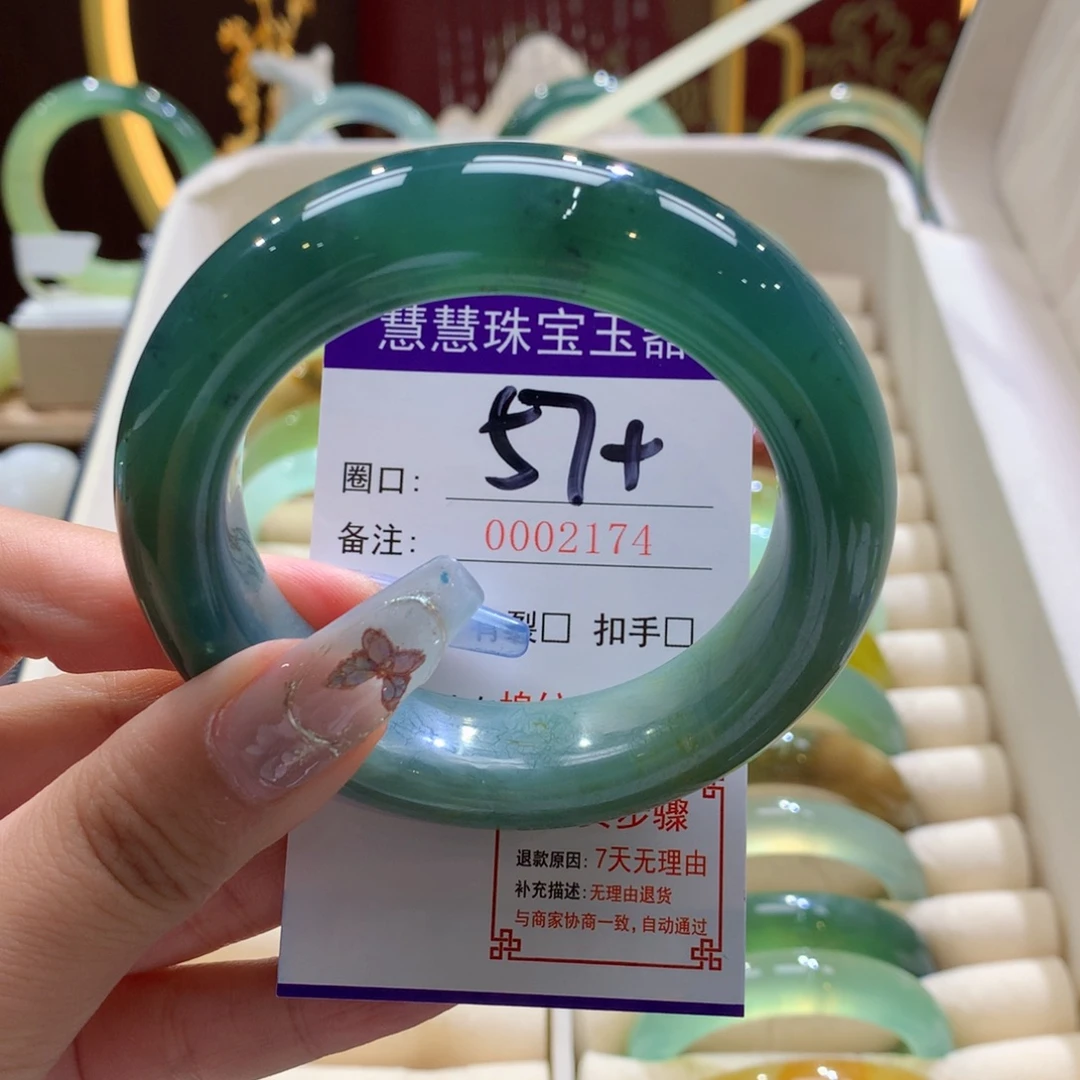 慧慧珠宝玉器
圈口: 57+
备注: 0002174
裂□ 扣手□
棉纹
步骤
退款原因: 7天无理由
补充描述: 无理由退货
与商家协商一致, 自动通过